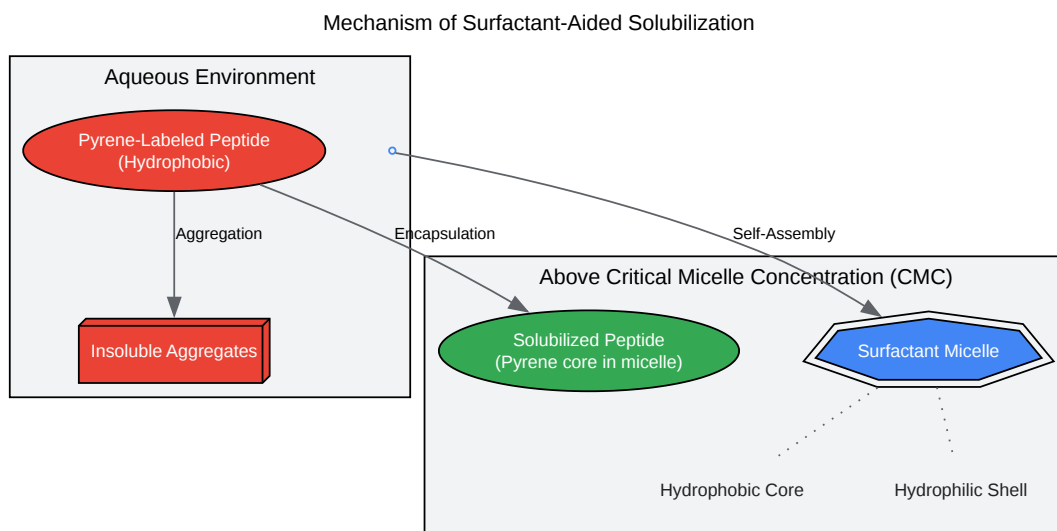 Mechanism of Surfactant-Aided Solubilization
Aqueous Environment
Pyrene-Labeled Peptide
(Hydrophobic)
Aggregation
Encapsulation
Self-Assembly
Insoluble Aggregates
Above Critical Micelle Concentration (CMC)
Solubilized Peptide
(Pyrene core in micelle)
Surfactant Micelle
Hydrophobic Core
Hydrophilic Shell